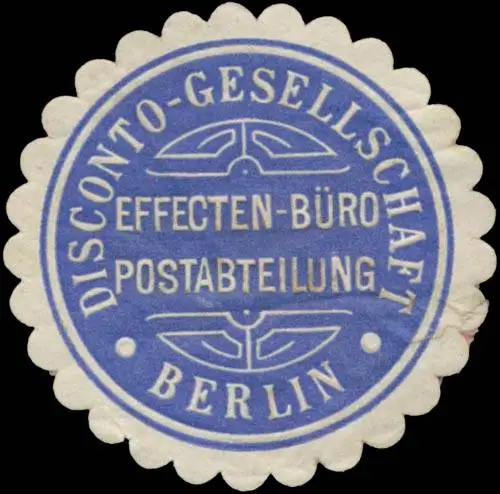 DISCONTO-GESELLSCHAFT
EFFECTEN-BÜRO
POSTABTEILUNG
BERLIN